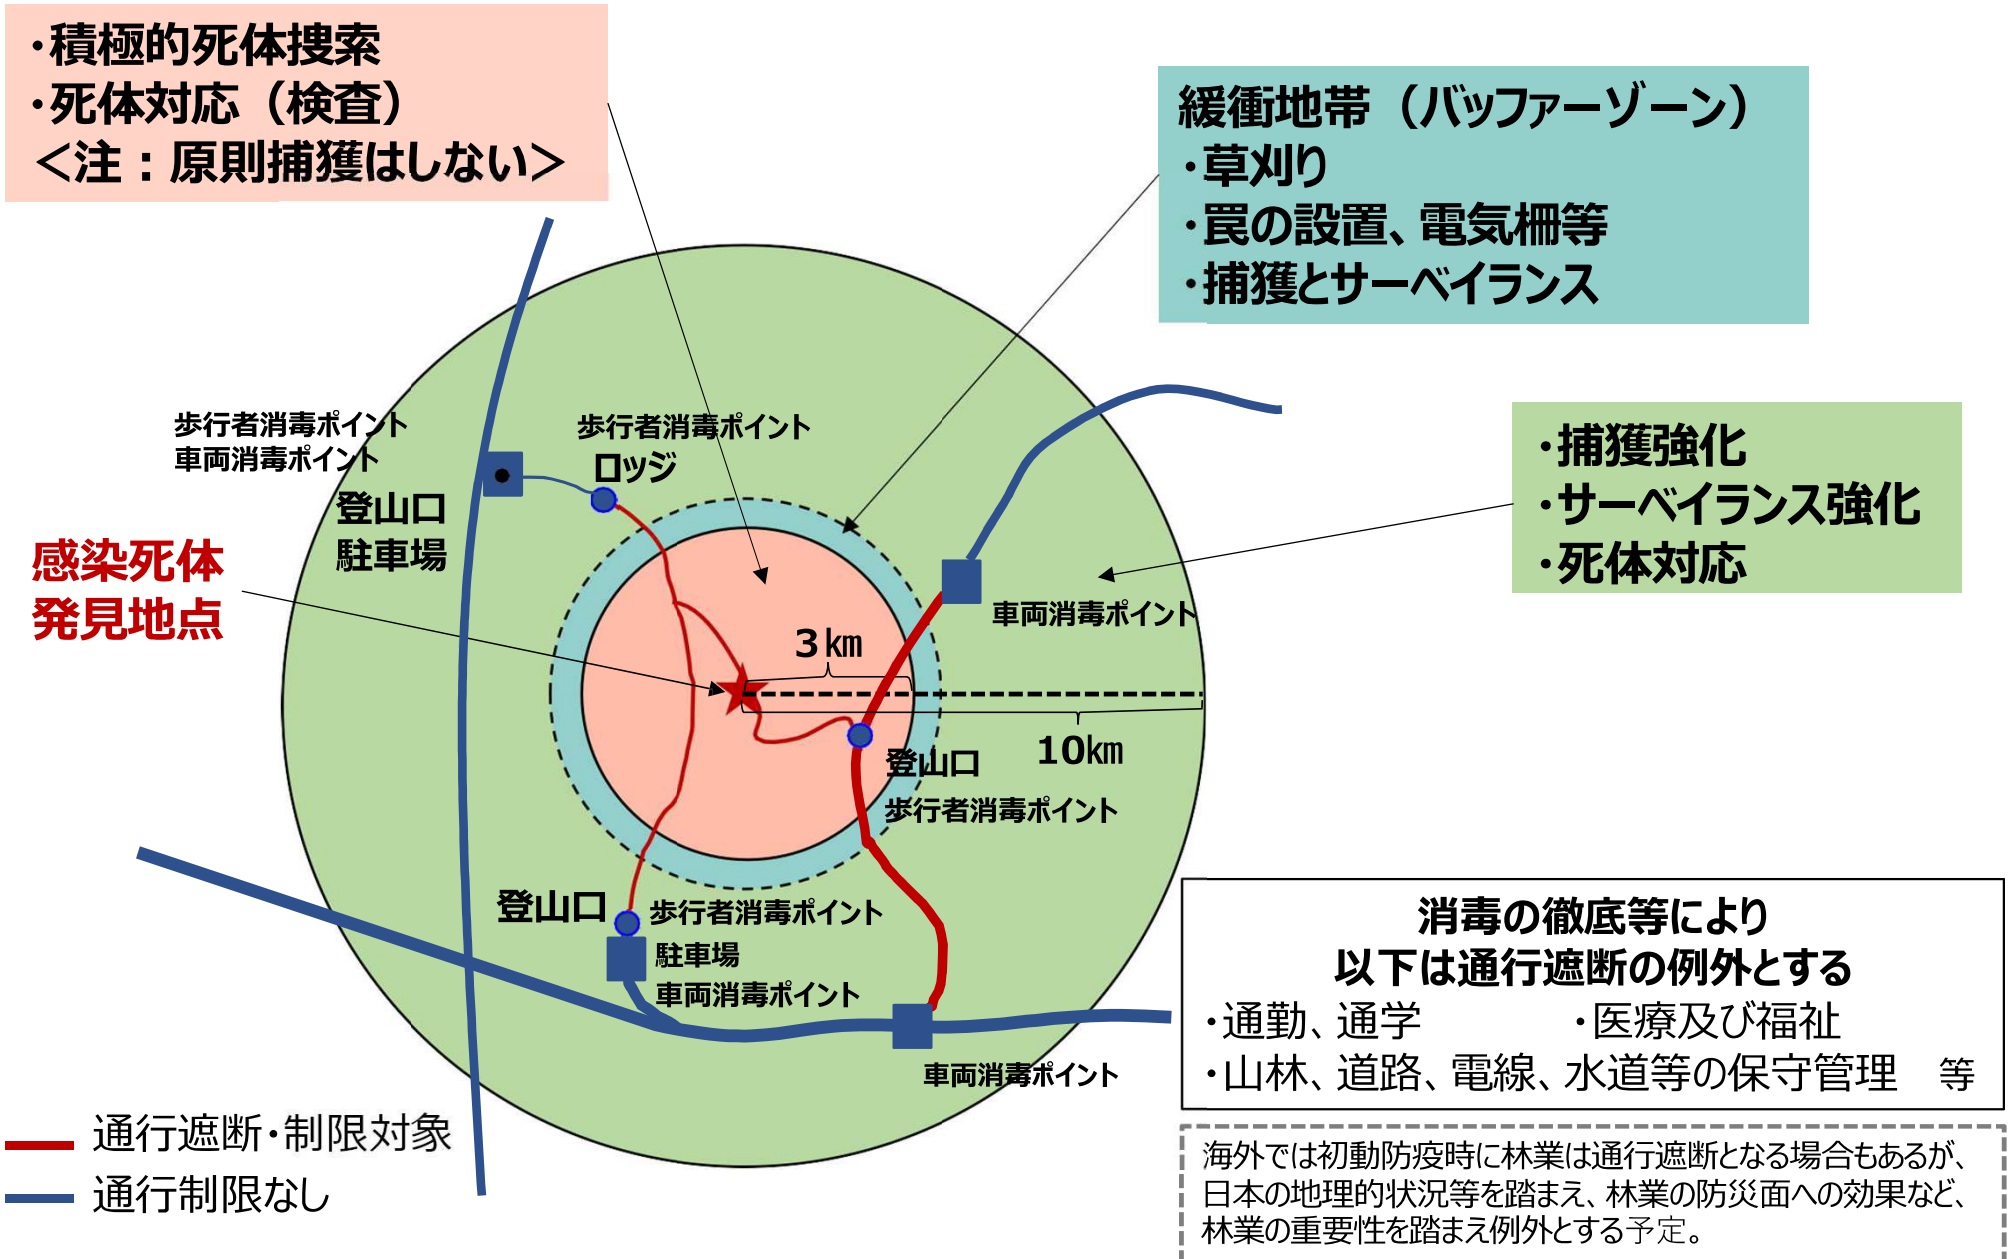 ・積極的死体捜索
・死体対応（検査）
＜注：原則捕獲はしない＞
緩衝地帯（バッファーゾーン）
・草刈り
・罠の設置、電気柵等
・捕獲とサーベイランス
・捕獲強化
・サーベイランス強化
・死体対応
歩行者消毒ポイント
車両消毒ポイント
登山口
駐車場
歩行者消毒ポイント
ロッジ
感染死体
発見地点
車両消毒ポイント
3㎞
10㎞
登山口
歩行者消毒ポイント
登山口
歩行者消毒ポイント
駐車場
車両消毒ポイント
車両消毒ポイント
消毒の徹底等により
以下は通行遮断の例外とする
・通勤、通学　・医療及び福祉
・山林、道路、電線、水道等の保守管理　等
通行遮断・制限対象
通行制限なし
海外では初動防疫時に林業は通行遮断となる場合もあるが、
日本の地理的状況等を踏まえ、林業の防災面への効果など、
林業の重要性を踏まえ例外とする予定。